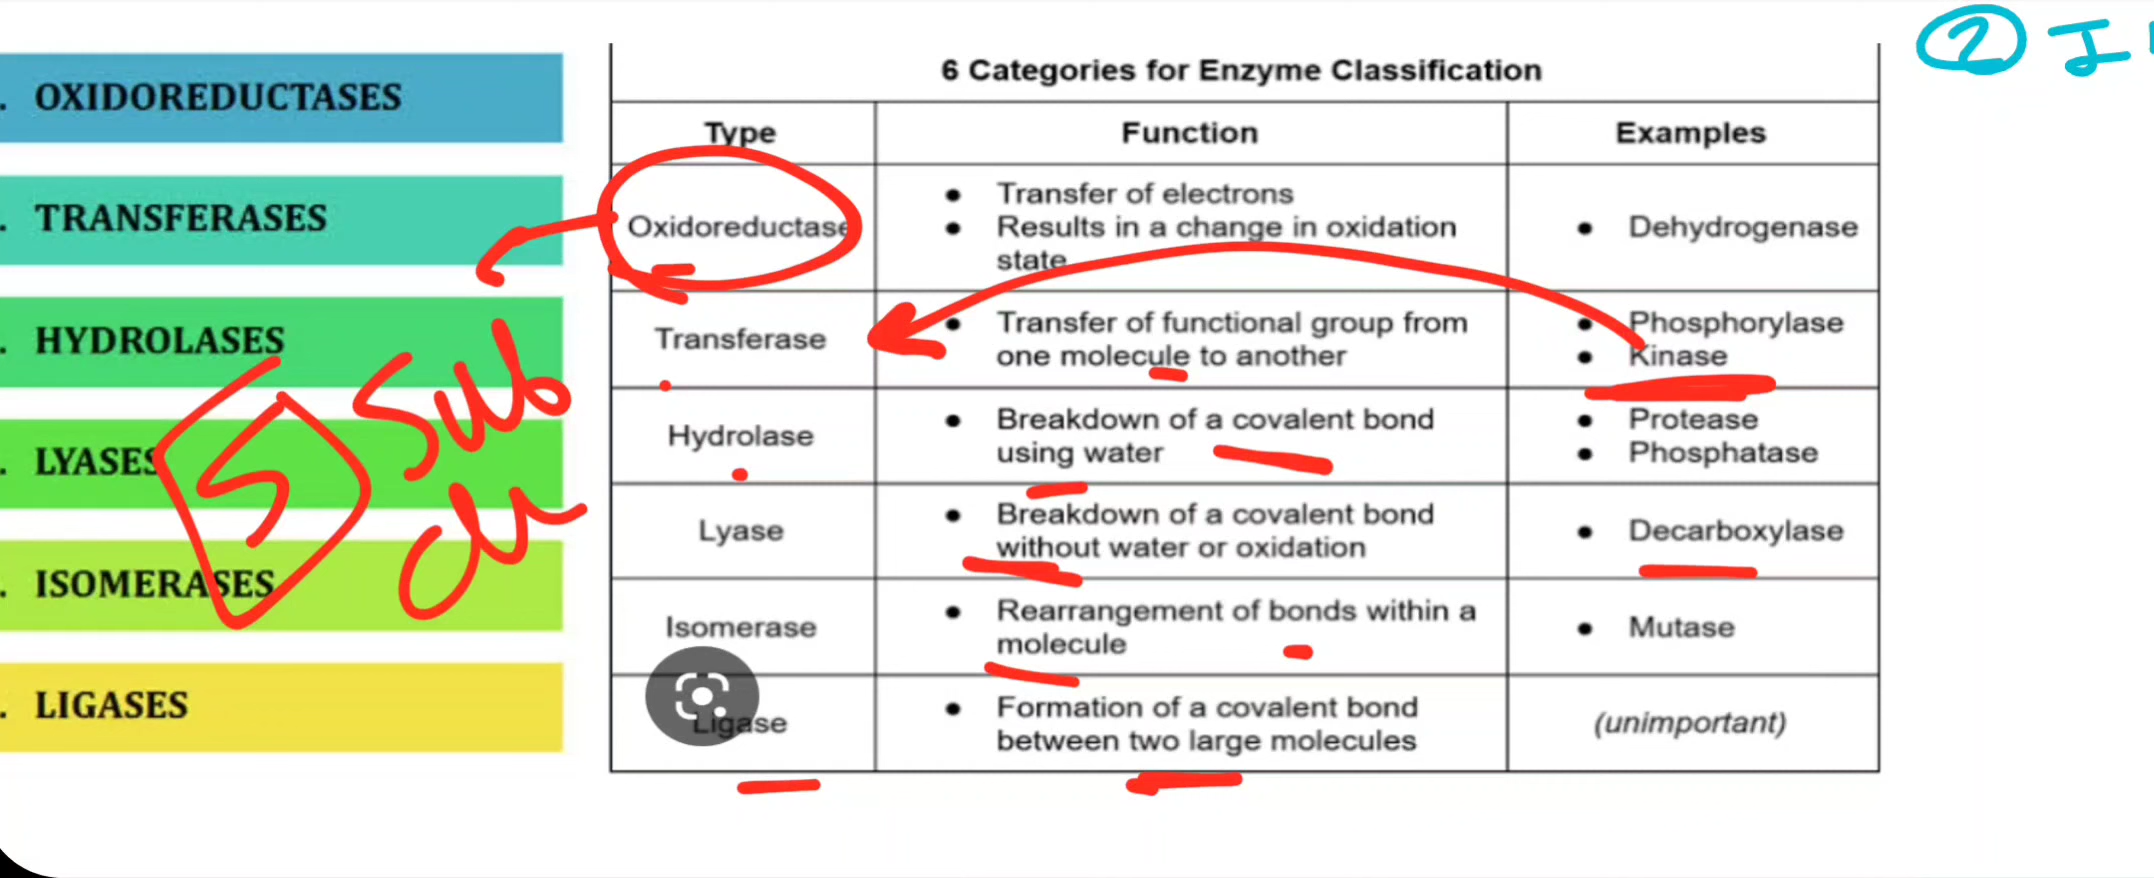 . OXIDOREDUCTASES
. TRANSFERASES
. HYDROLASES
. LYASES
. ISOMERASES
. LIGASES
5 Sub
6 Categories for Enzyme Classification
Type Function Examples
Oxidoreductase
• Transfer of electrons
• Results in a change in oxidation
state
• Dehydrogenase
Transferase
• Transfer of functional group from
one molecule to another
• Phosphorylase
• Kinase
Hydrolase
• Breakdown of a covalent bond
using water
• Protease
• Phosphatase
Lyase
• Breakdown of a covalent bond
without water or oxidation
• Decarboxylase
Isomerase
• Rearrangement of bonds within a
molecule
• Mutase
Ligase
• Formation of a covalent bond
between two large molecules
(unimportant)
2 I